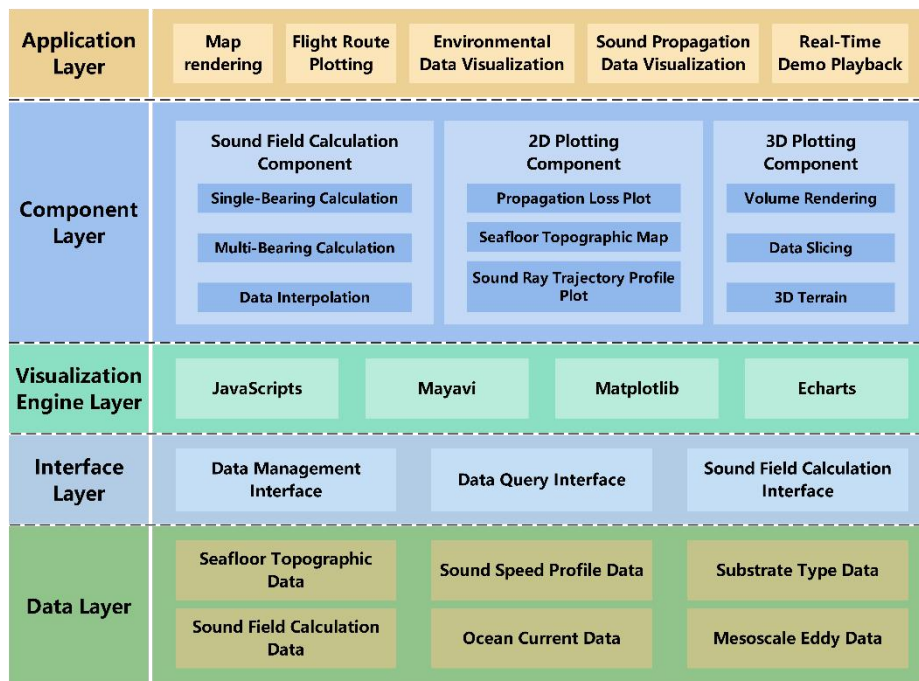 Application
Layer
Map
rendering
Flight Route
Plotting
Environmental
Data Visualization
Sound Propagation
Data Visualization
Real-Time
Demo Playback
Component
Layer
Sound Field Calculation
Component
Single-Bearing Calculation
Multi-Bearing Calculation
Data Interpolation
2D Plotting
Component
Propagation Loss Plot
Seafloor Topographic Map
Sound Ray Trajectory Profile
Plot
3D Plotting
Component
Volume Rendering
Data Slicing
3D Terrain
Visualization
Engine Layer
JavaScripts
Mayavi
Matplotlib
Echarts
Interface
Layer
Data Management
Interface
Data Query Interface
Sound Field Calculation
Interface
Data Layer
Seafloor Topographic
Data
Sound Speed Profile Data
Substrate Type Data
Sound Field Calculation
Data
Ocean Current Data
Mesoscale Eddy Data